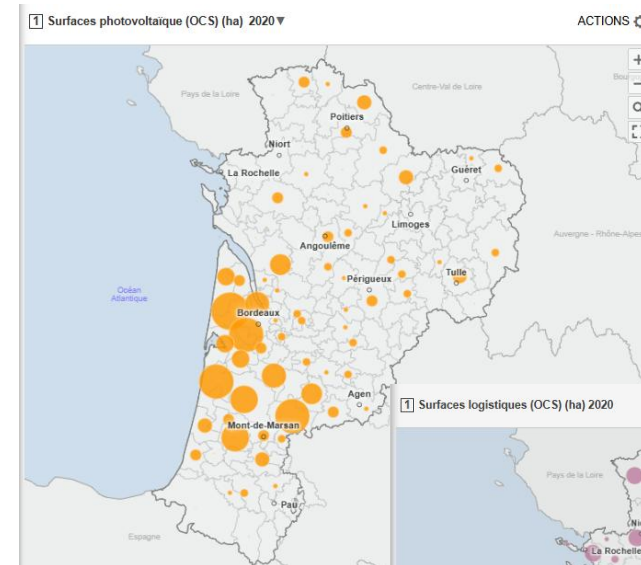 1 Surfaces photovoltaïque (OCS) (ha) 2020▼
ACTIONS
Pays de la Loire
Centre-Val de Loire
Poitiers
Niort
La Rochelle
Guéret
Limoges
Angoulême
Auvergne - Rhône-Alpes
Périgueux
Tulle
Océan
Atlantique
Bordeaux
Agen
Mont-de-Marsan
Pau
Espagne
1 Surfaces logistiques (OCS) (ha) 2020
Pays de la Loire
La Rochelle